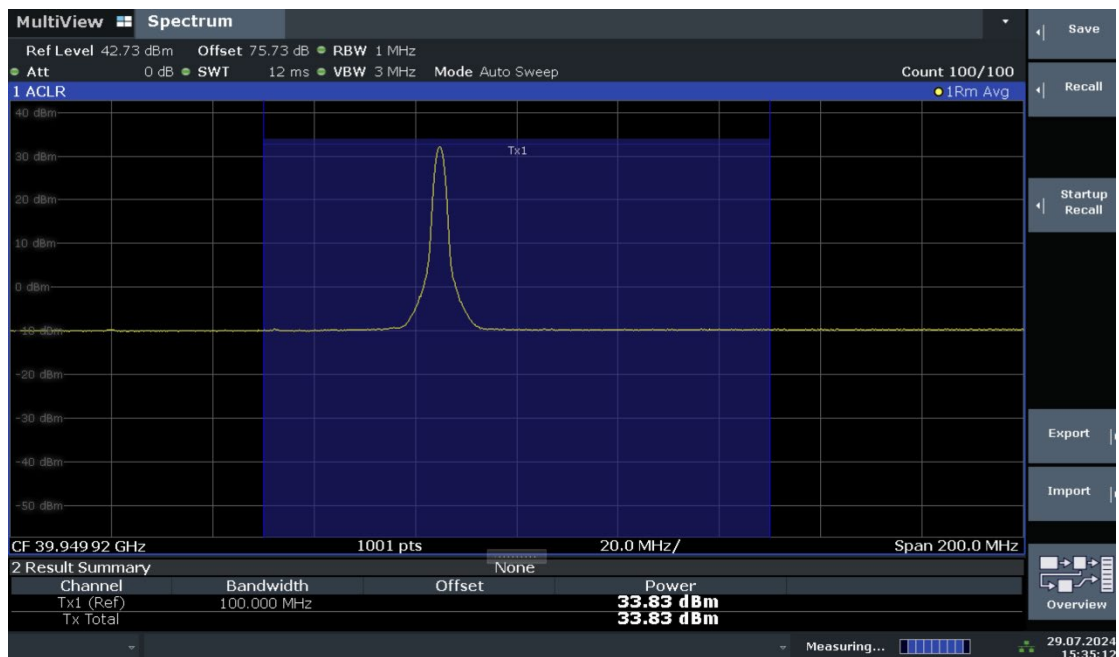 MultiView Spectrum
Ref Level 42.73 dBm Offset 75.73 dB RBW 1 MHz
Att 0 dB SWT 12 ms VBW 3 MHz Mode Auto Sweep Count 100/100
1 ACLR 1Rm Avg
40 dBm
Tx1
30 dBm
20 dBm
10 dBm
0 dBm
-10 dBm
-20 dBm
-30 dBm
-40 dBm
-50 dBm
CF 39.94992 GHz 1001 pts 20.0 MHz/ Span 200.0 MHz
2 Result Summary None
Channel Bandwidth Offset Power
Tx1 (Ref) 100.000 MHz 33.83 dBm
Tx Total 33.83 dBm
Measuring... 29.07.2024
15:35:12
Save
Recall
Startup
Recall
Export
Import
Overview